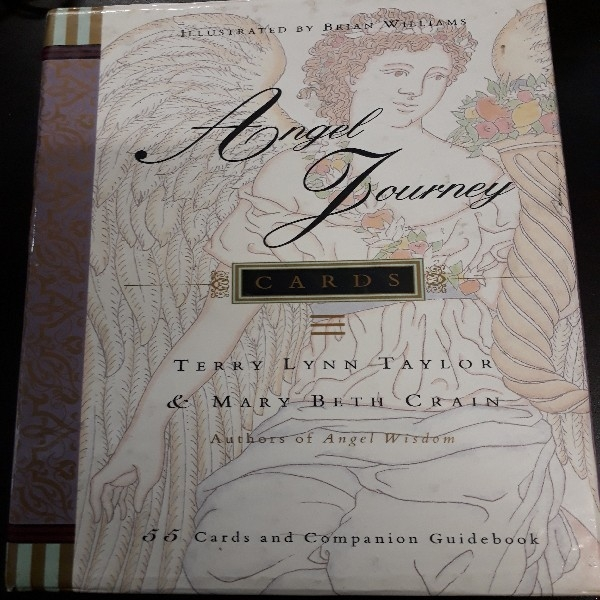 Illustrated by Brian Williams
Angel
Journey
CARDS
Terry Lynn Taylor
& Mary Beth Crain
Authors of Angel Wisdom
55 Cards and Companion Guidebook